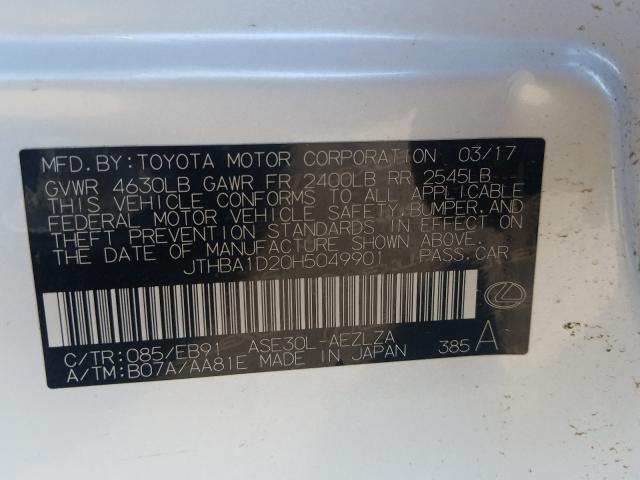 MFD.BY:TOYOTA MOTOR CORPORATION 03/17
GVWR 4630LB GAWR FR 2400LB RR 2545LB
THIS VEHICLE CONFORMS TO ALL APPLICABLE
FEDERAL MOTOR VEHICLE SAFETY,BUMPER,AND
THEFT PREVENTION STANDARDS IN EFFECT ON
THE DATE OF MANUFACTURE SHOWN ABOVE.
JTHBA1D20H5049901 PASS.CAR
C/TR:085/EB91 ASE30L-AEZLZA
A/TM:B07A/AA81E MADE IN JAPAN 385 A